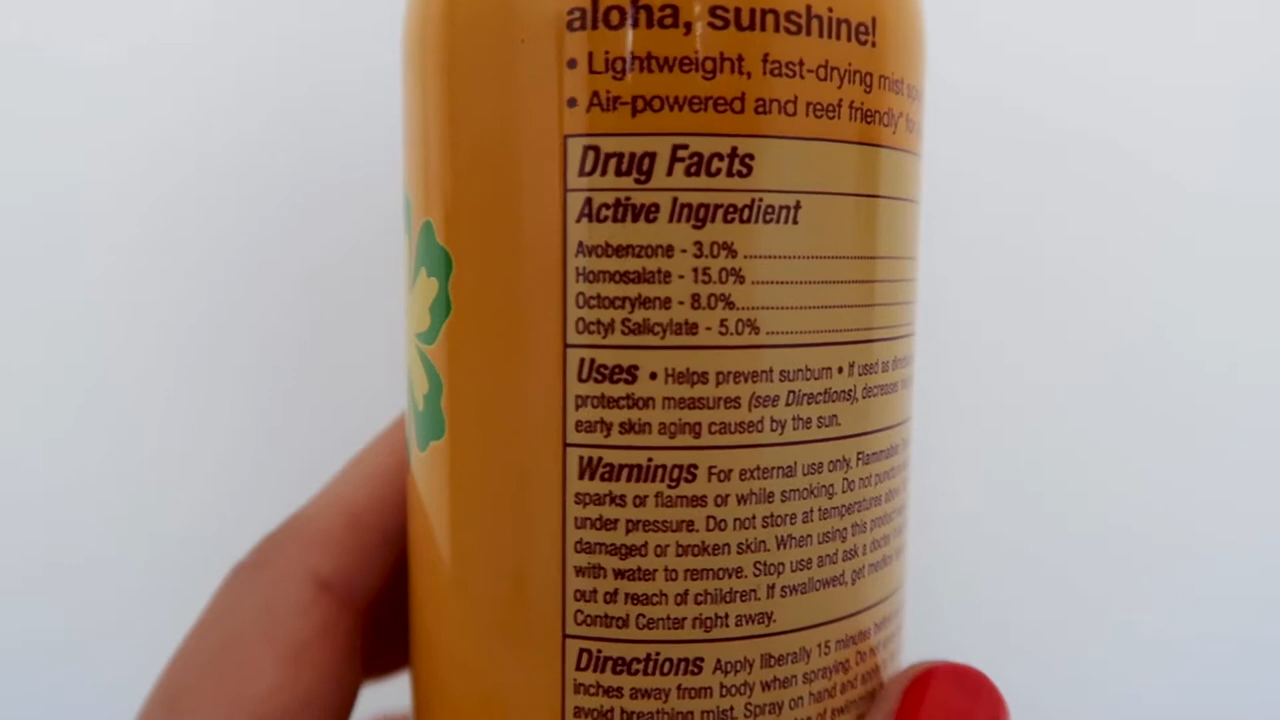 aloha, sunshine!
• Lightweight, fast-drying mist
• Air-powered and reef friendly*
Drug Facts
Active Ingredient
Avobenzone - 3.0%
Homosalate - 15.0%
Octocrylene - 8.0%
Octyl Salicylate - 5.0%
Uses • Helps prevent sunburn • If used as
protection measures (see Directions), decreases
early skin aging caused by the sun.
Warnings For external use only. Flammable:
sparks or flames or while smoking. Do not
under pressure. Do not store at temperatures
damaged or broken skin. When using this product
with water to remove. Stop use and ask a
out of reach of children. If swallowed, get
Control Center right away.
Directions Apply liberally 15 minutes
inches away from body when spraying. Do
avoid breathing mist. Spray on hand and